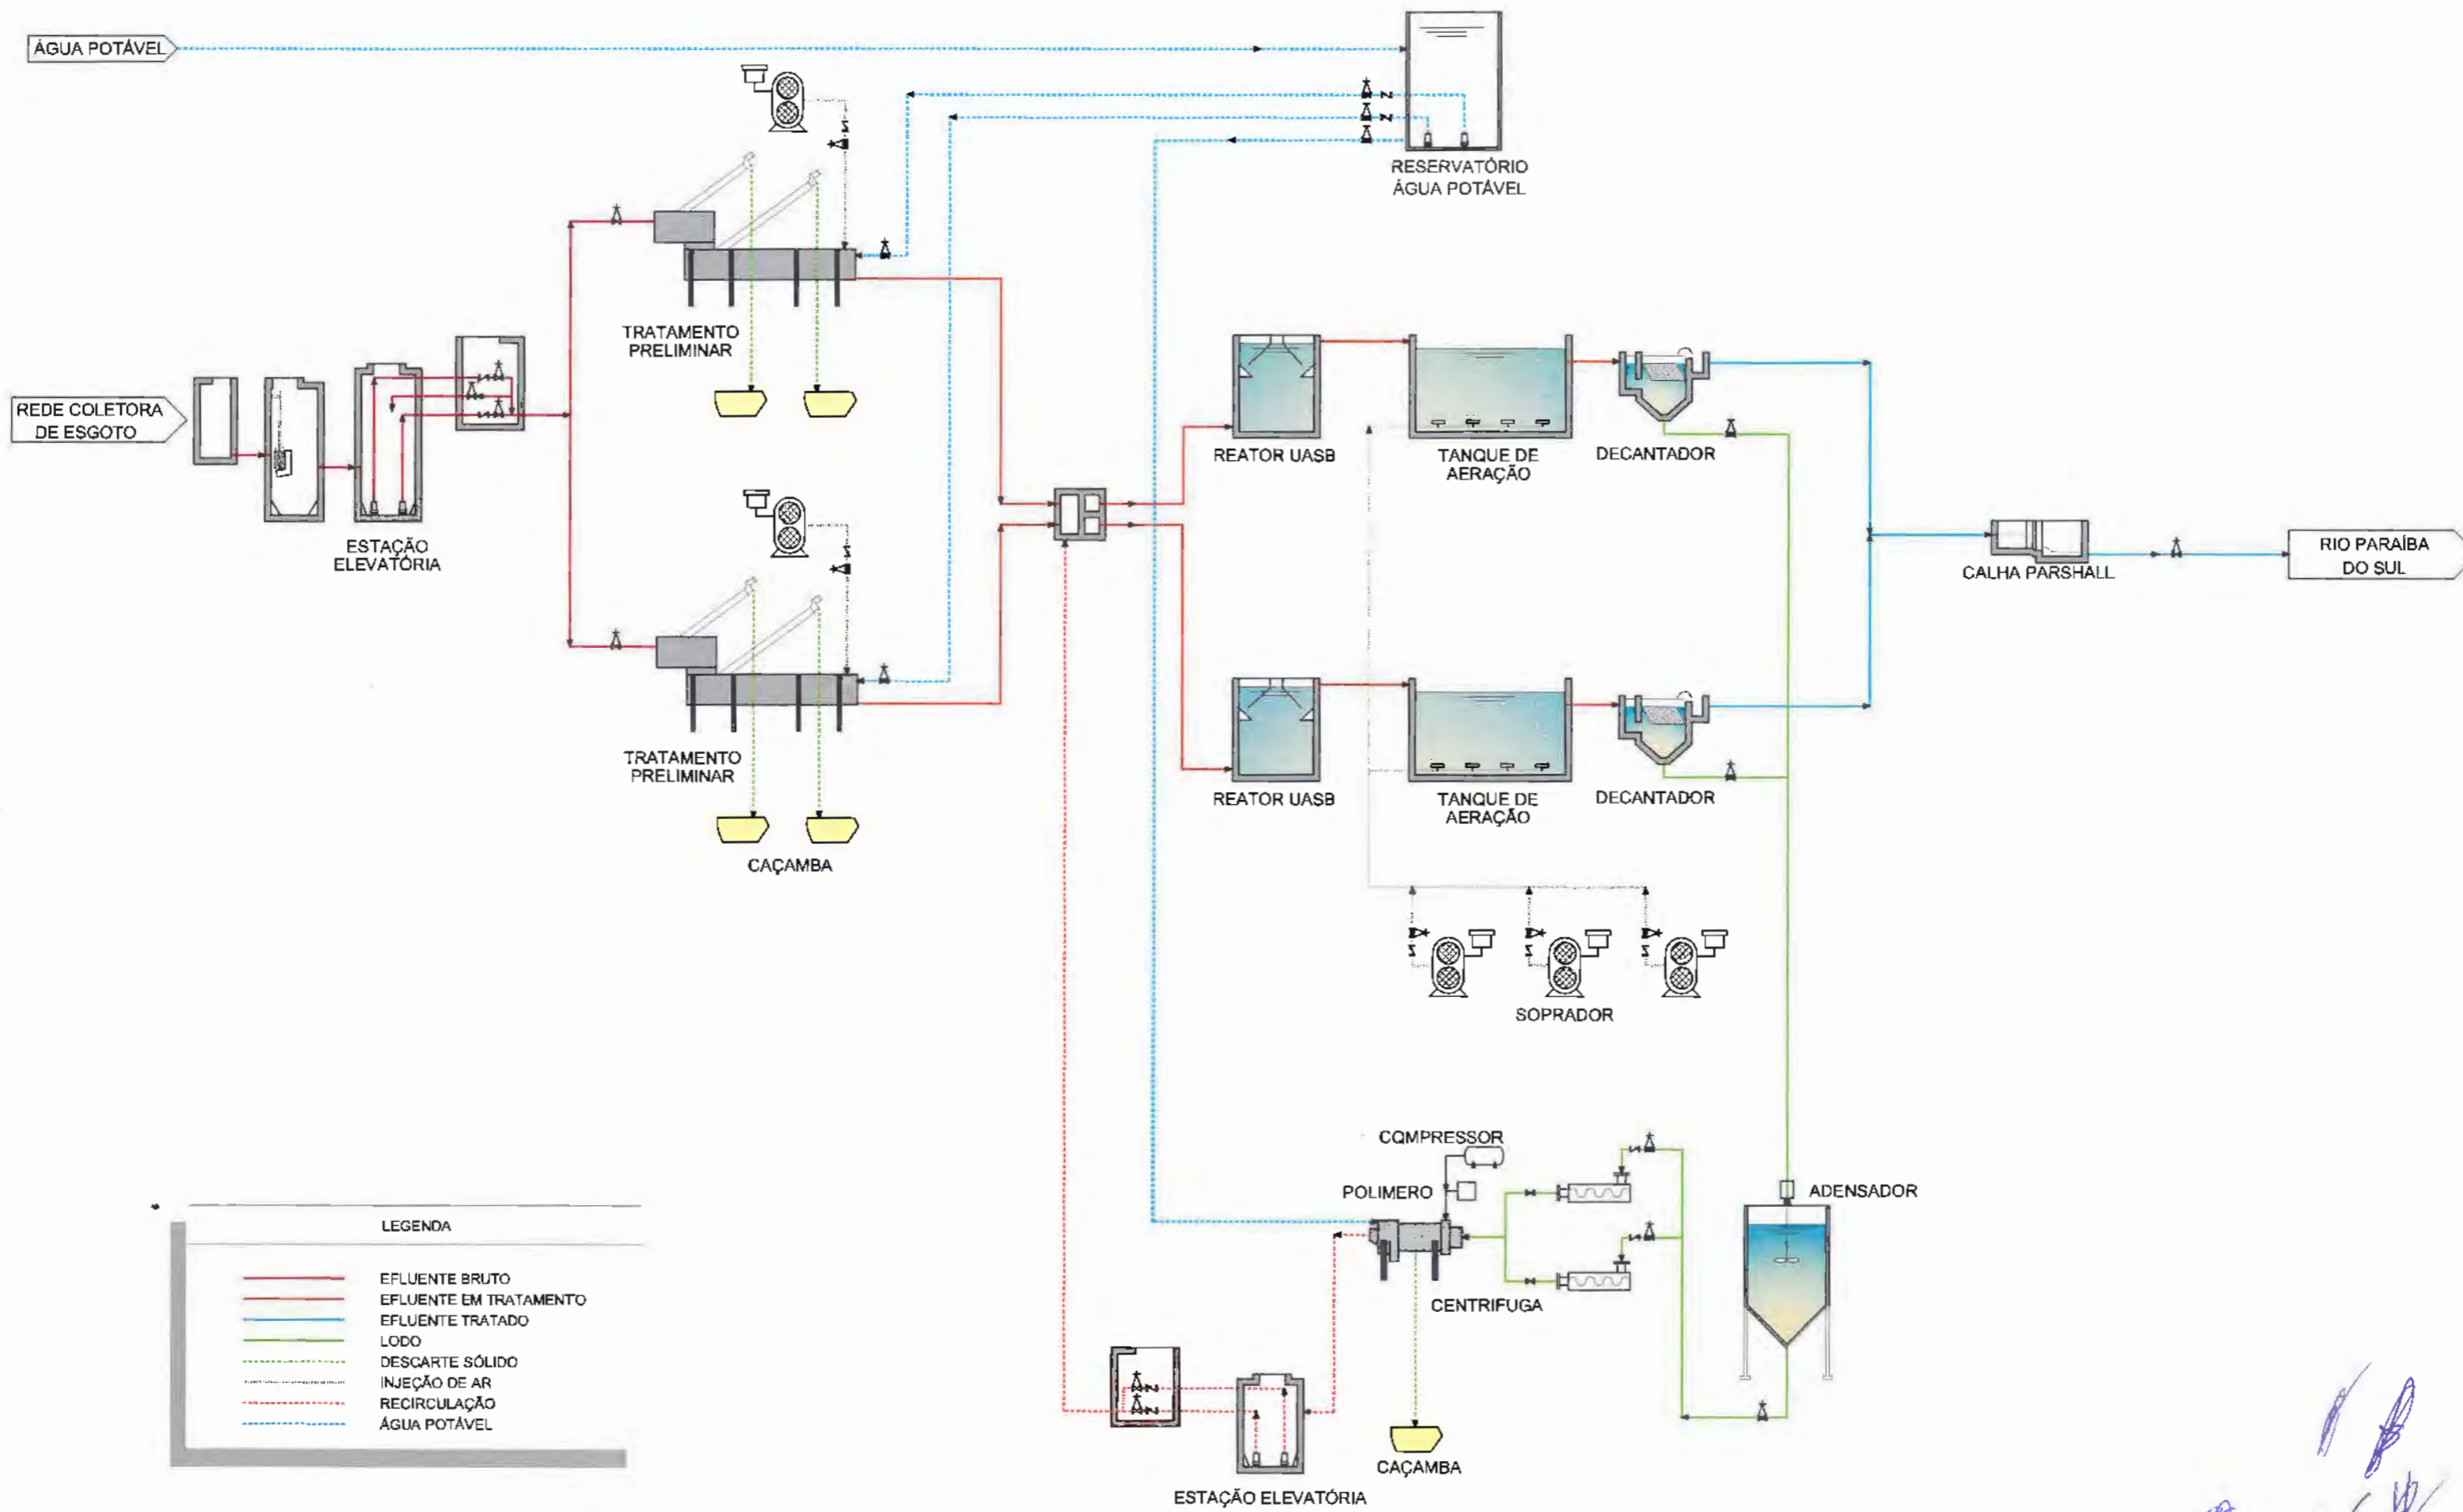 ÁGUA POTÁVEL
RESERVATÓRIO
ÁGUA POTÁVEL
TRATAMENTO
PRELIMINAR
REDE COLETORA
DE ESGOTO
ESTAÇÃO
ELEVATÓRIA
REATOR UASB
TANQUE DE
AERAÇÃO
DECANTADOR
CALHA PARSHALL
RIO PARAÍBA
DO SUL
TRATAMENTO
PRELIMINAR
CAÇAMBA
REATOR UASB
TANQUE DE
AERAÇÃO
DECANTADOR
SOPRADOR
COMPRESSOR
POLIMERO
ADENSADOR
CENTRIFUGA
CAÇAMBA
ESTAÇÃO ELEVATÓRIA
LEGENDA
EFLUENTE BRUTO
EFLUENTE EM TRATAMENTO
EFLUENTE TRATADO
LODO
DESCARTE SÓLIDO
INJEÇÃO DE AR
RECIRCULAÇÃO
ÁGUA POTÁVEL